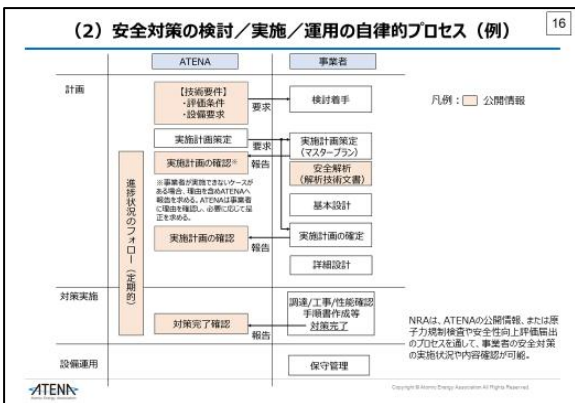 （2）安全対策の検討／実施／運用の自律的プロセス（例）
16
ATENA
事業者
計画
【技術要件】
・評価条件
・設備要求
要求
検討着手
凡例：
公開情報
実施計画策定
要求
実施計画策定
（マスタープラン）
実施計画の確認※
報告
安全解析
（解析技術文書）
※事業者が実施できないケースが
ある場合、理由を含めATENAへ
報告を求める。ATENAは事業者
に理由を確認し、必要に応じて是
正を求める。
基本設計
進捗状況のフォロー（定期的）
実施計画の確認
報告
実施計画の確定
詳細設計
対策実施
調達/工事/性能確認
手順書作成等
対策完了
対策完了確認
報告
NRAは、ATENAの公開情報、または原
子力規制検査や安全性向上評価届出
のプロセスを通して、事業者の安全対策
の実施状況や内容確認が可能。
設備運用
保守管理
ATENA
Atomic Energy Association
Copyright © Atomic Energy Association All Rights Reserved.